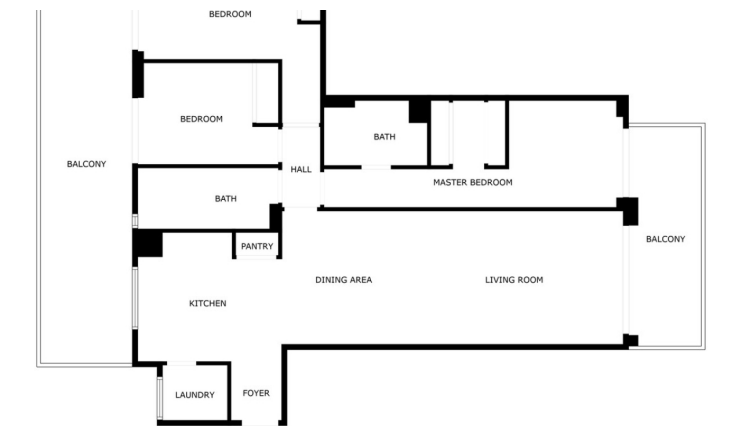 BEDROOM
BEDROOM
BATH
BALCONY
HALL
MASTER BEDROOM
BATH
BALCONY
PANTRY
DINING AREA
LIVING ROOM
KITCHEN
LAUNDRY
FOYER